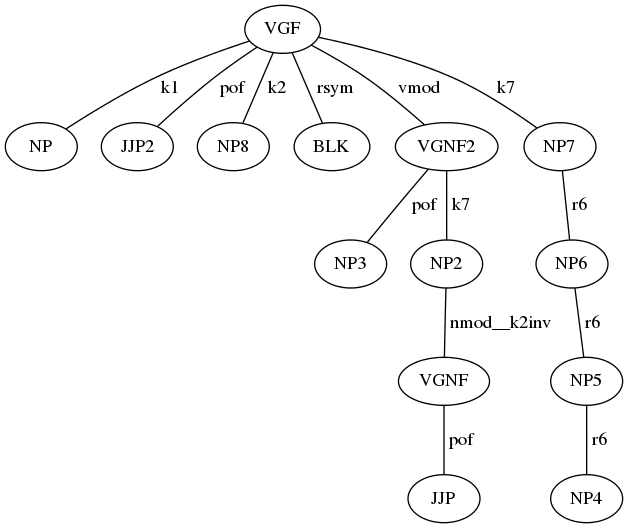 VGF
k1 pof k2 rsym vmod k7
NP JJP2 NP8 BLK VGNF2 NP7
pof k7 r6
NP3 NP2 NP6
nmod__k2inv r6
VGNF NP5
pof r6
JJP NP4